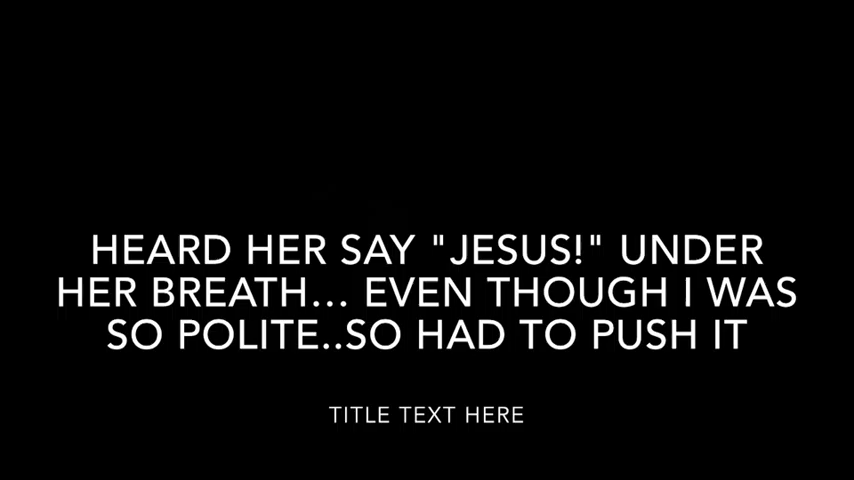 HEARD HER SAY "JESUS!" UNDER
HER BREATH... EVEN THOUGH I WAS
SO POLITE..SO HAD TO PUSH IT
TITLE TEXT HERE